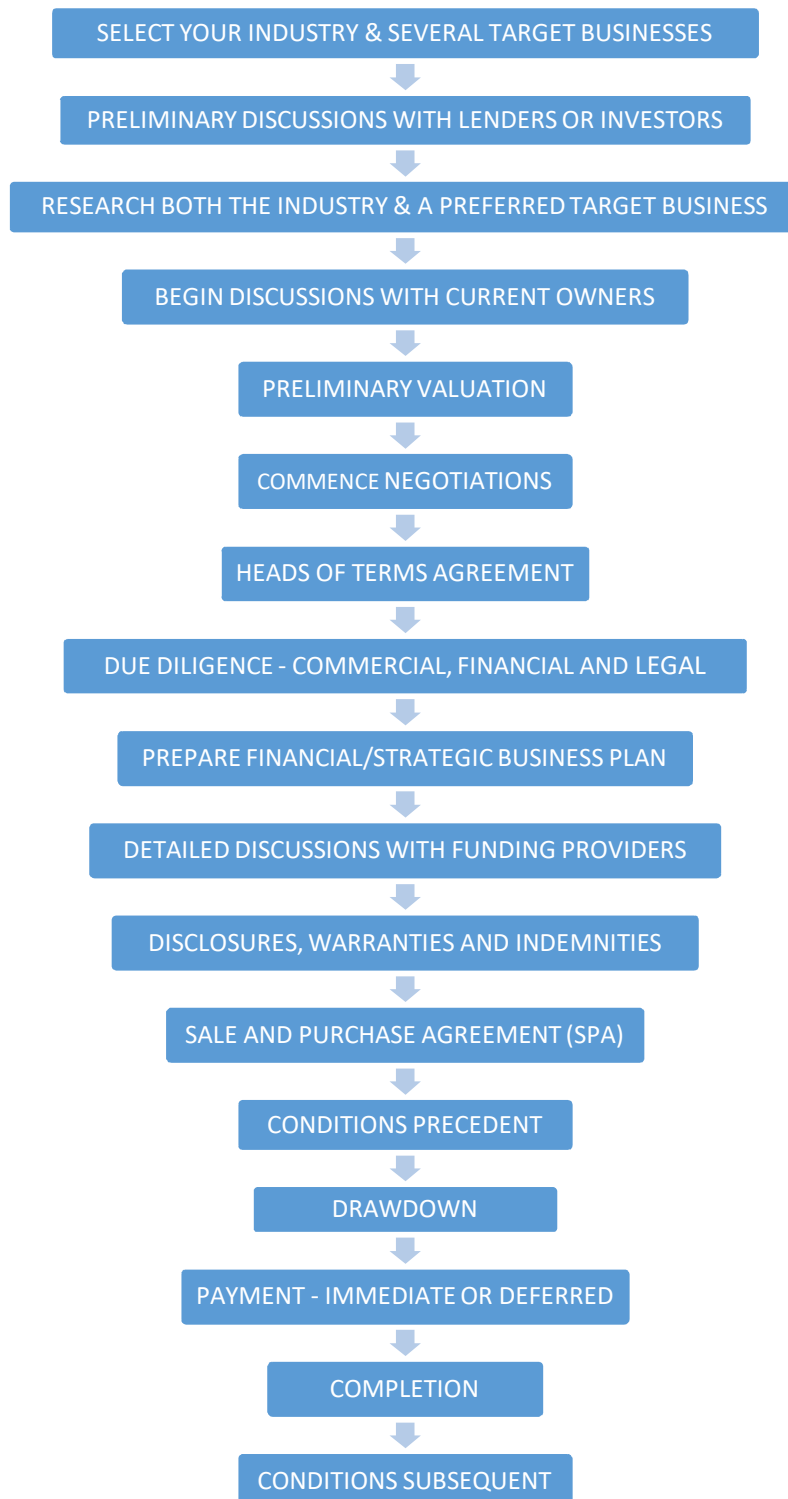 SELECT YOUR INDUSTRY & SEVERAL TARGET BUSINESSES
PRELIMINARY DISCUSSIONS WITH LENDERS OR INVESTORS
RESEARCH BOTH THE INDUSTRY & A PREFERRED TARGET BUSINESS
BEGIN DISCUSSIONS WITH CURRENT OWNERS
PRELIMINARY VALUATION
COMMENCE NEGOTIATIONS
HEADS OF TERMS AGREEMENT
DUE DILIGENCE - COMMERCIAL, FINANCIAL AND LEGAL
PREPARE FINANCIAL/STRATEGIC BUSINESS PLAN
DETAILED DISCUSSIONS WITH FUNDING PROVIDERS
DISCLOSURES, WARRANTIES AND INDEMNITIES
SALE AND PURCHASE AGREEMENT (SPA)
CONDITIONS PRECEDENT
DRAWDOWN
PAYMENT - IMMEDIATE OR DEFERRED
COMPLETION
CONDITIONS SUBSEQUENT